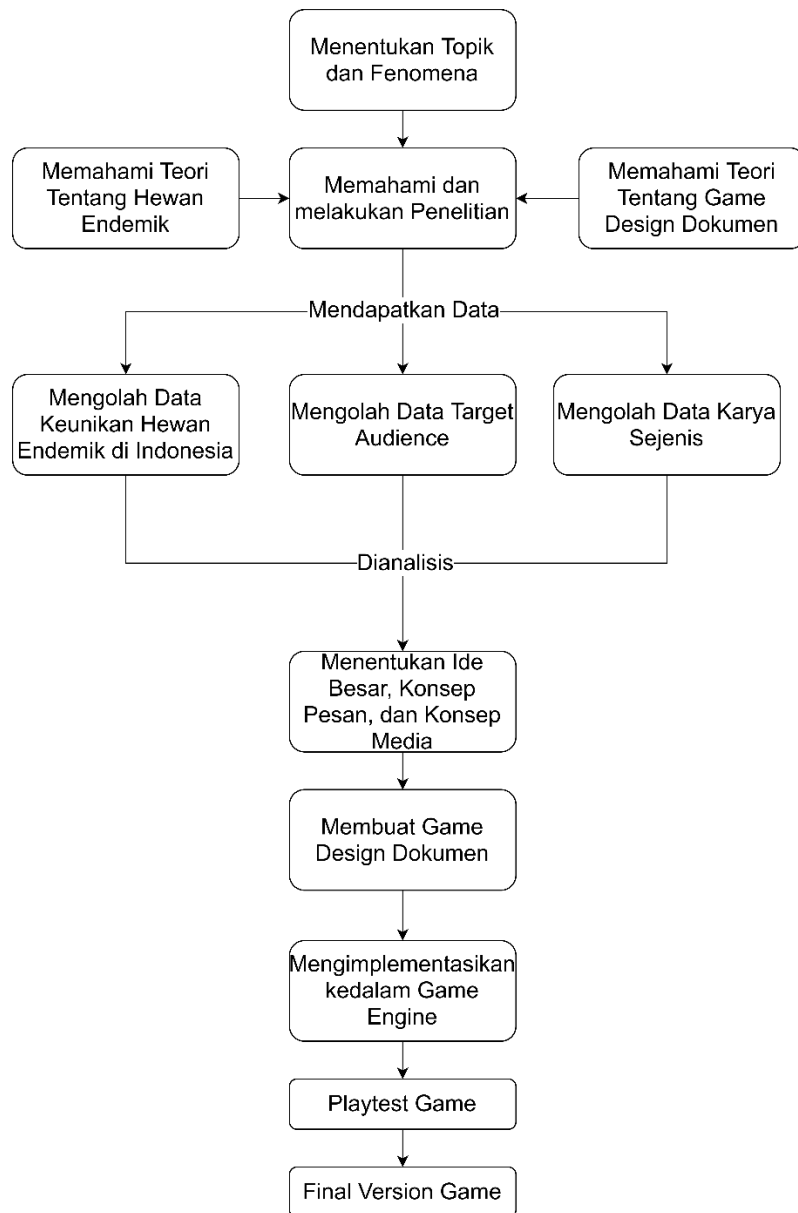 Menentukan Topik
dan Fenomena
Memahami Teori
Tentang Hewan
Endemik
Memahami dan
melakukan Penelitian
Memahami Teori
Tentang Game
Design Dokumen
Mendapatkan Data
Mengolah Data
Keunikan Hewan
Endemik di Indonesia
Mengolah Data Target
Audience
Mengolah Data Karya
Sejenis
Dianalisis
Menentukan Ide
Besar, Konsep
Pesan, dan Konsep
Media
Membuat Game
Design Dokumen
Mengimplementasikan
kedalam Game
Engine
Playtest Game
Final Version Game